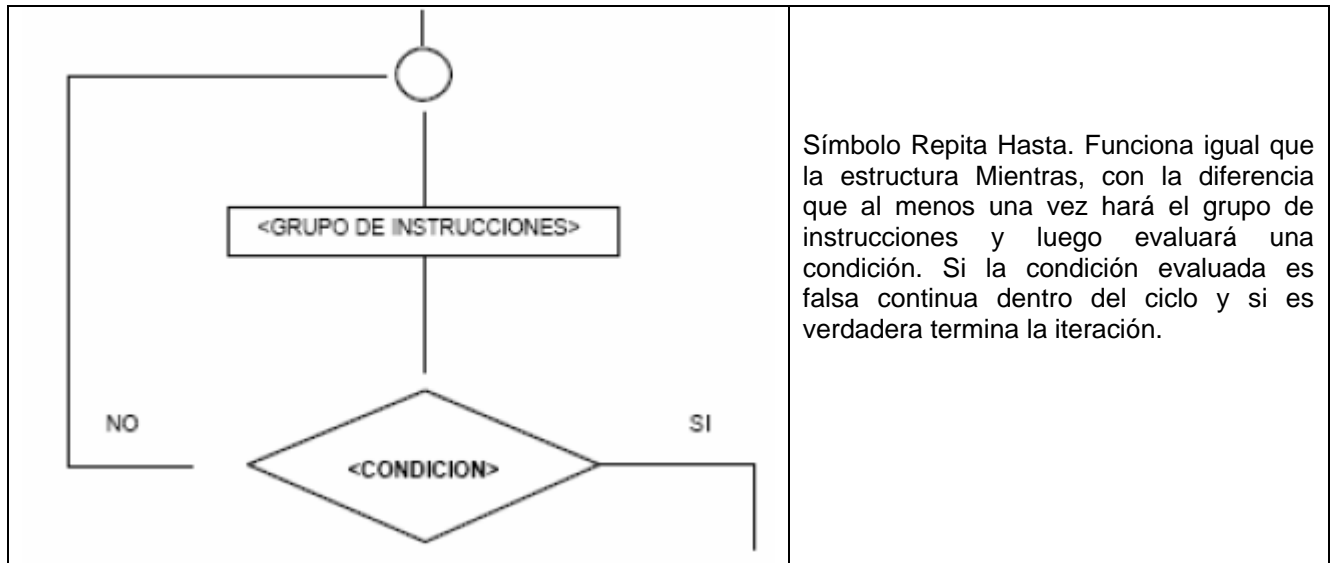 <GRUPO DE INSTRUCCIONES>
NO
SI
<CONDICION>
Símbolo Repita Hasta. Funciona igual que
la estructura Mientras, con la diferencia
que al menos una vez hará el grupo de
instrucciones y luego evaluará una
condición. Si la condición evaluada es
falsa continua dentro del ciclo y si es
verdadera termina la iteración.